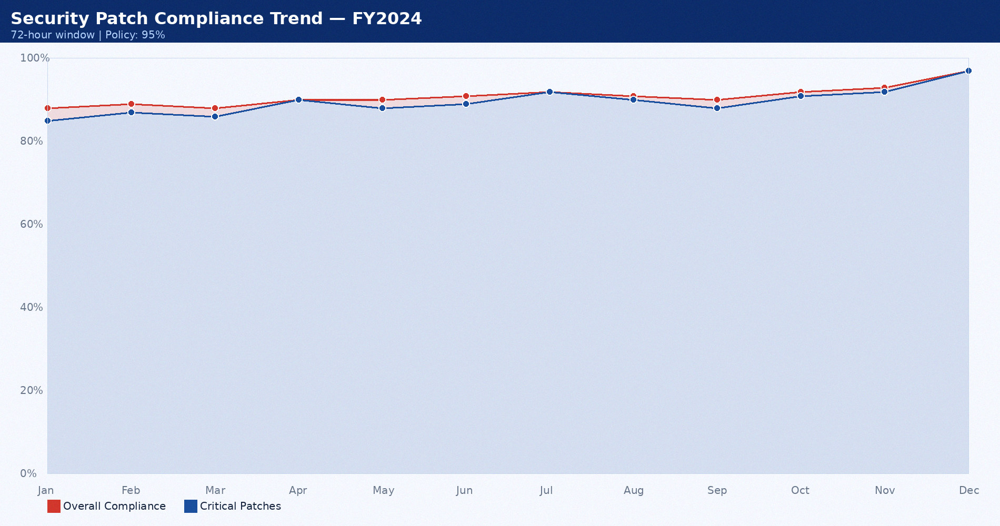 Security Patch Compliance Trend — FY2024
72-hour window | Policy: 95%
100%
80%
60%
40%
20%
0%
Jan Feb Mar Apr May Jun Jul Aug Sep Oct Nov Dec
Overall Compliance Critical Patches